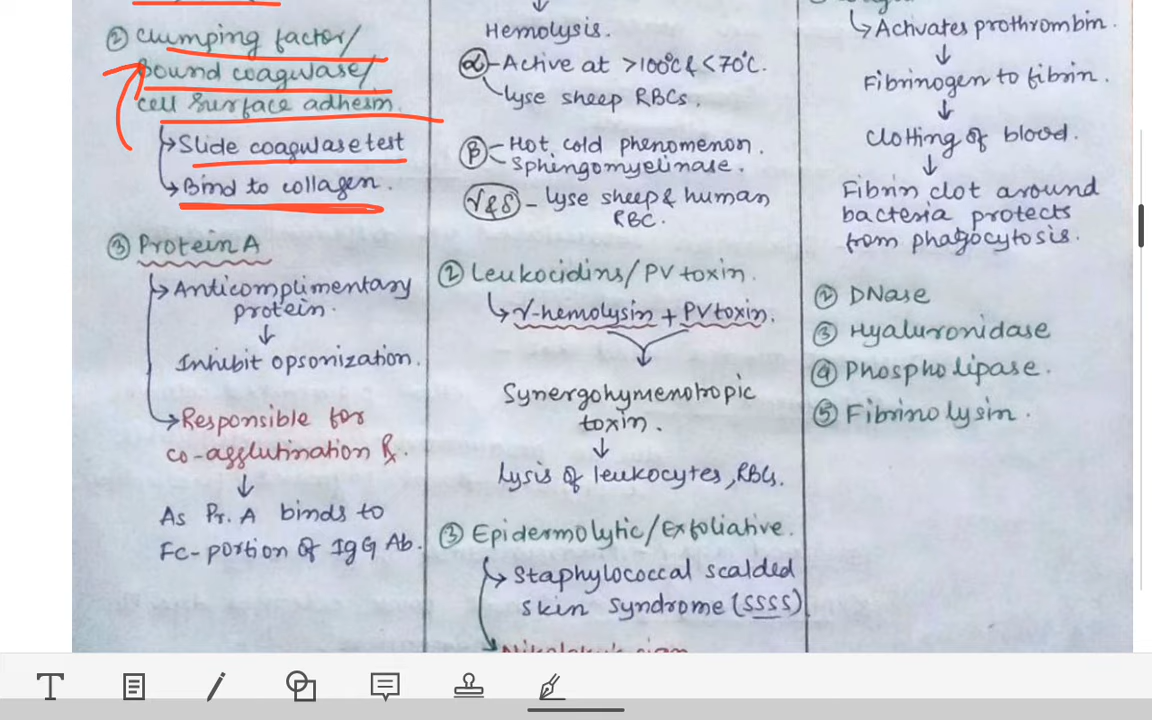 ② Clumping factor/
Bound coagulase/
cell surface adhesin.
↳ Slide coagulase test
↳ Bind to collagen.
③ Protein A
↳ Anticomplimentary
protein.
↓
Inhibit opsonization.
↳ Responsible for
co-agglutination Rx.
↓
As Pr. A binds to
FC-portion of IgG Ab.
↓
Hemolysis.
α - Active at >100°C & <70°C.
lyse sheep RBCs.
β - Hot cold phenomenon.
Sphingomyelinase.
γ & δ - lyse sheep & human
RBC.
② Leukocidins/PV toxin.
↳ γ-hemolysin + PV toxin.
↓
Synergohymenotropic
toxin.
↓
Lysis of leukocytes, RBCs.
③ Epidermolytic/Exfoliative.
↳ Staphylococcal scalded
skin syndrome (SSSS)
↳ Activates prothrombin.
↓
Fibrinogen to fibrin.
↓
Clotting of blood.
↓
Fibrin clot around
bacteria protects
from phagocytosis.
② DNase
③ Hyaluronidase
④ Phospholipase.
⑤ Fibrinolysin.
T